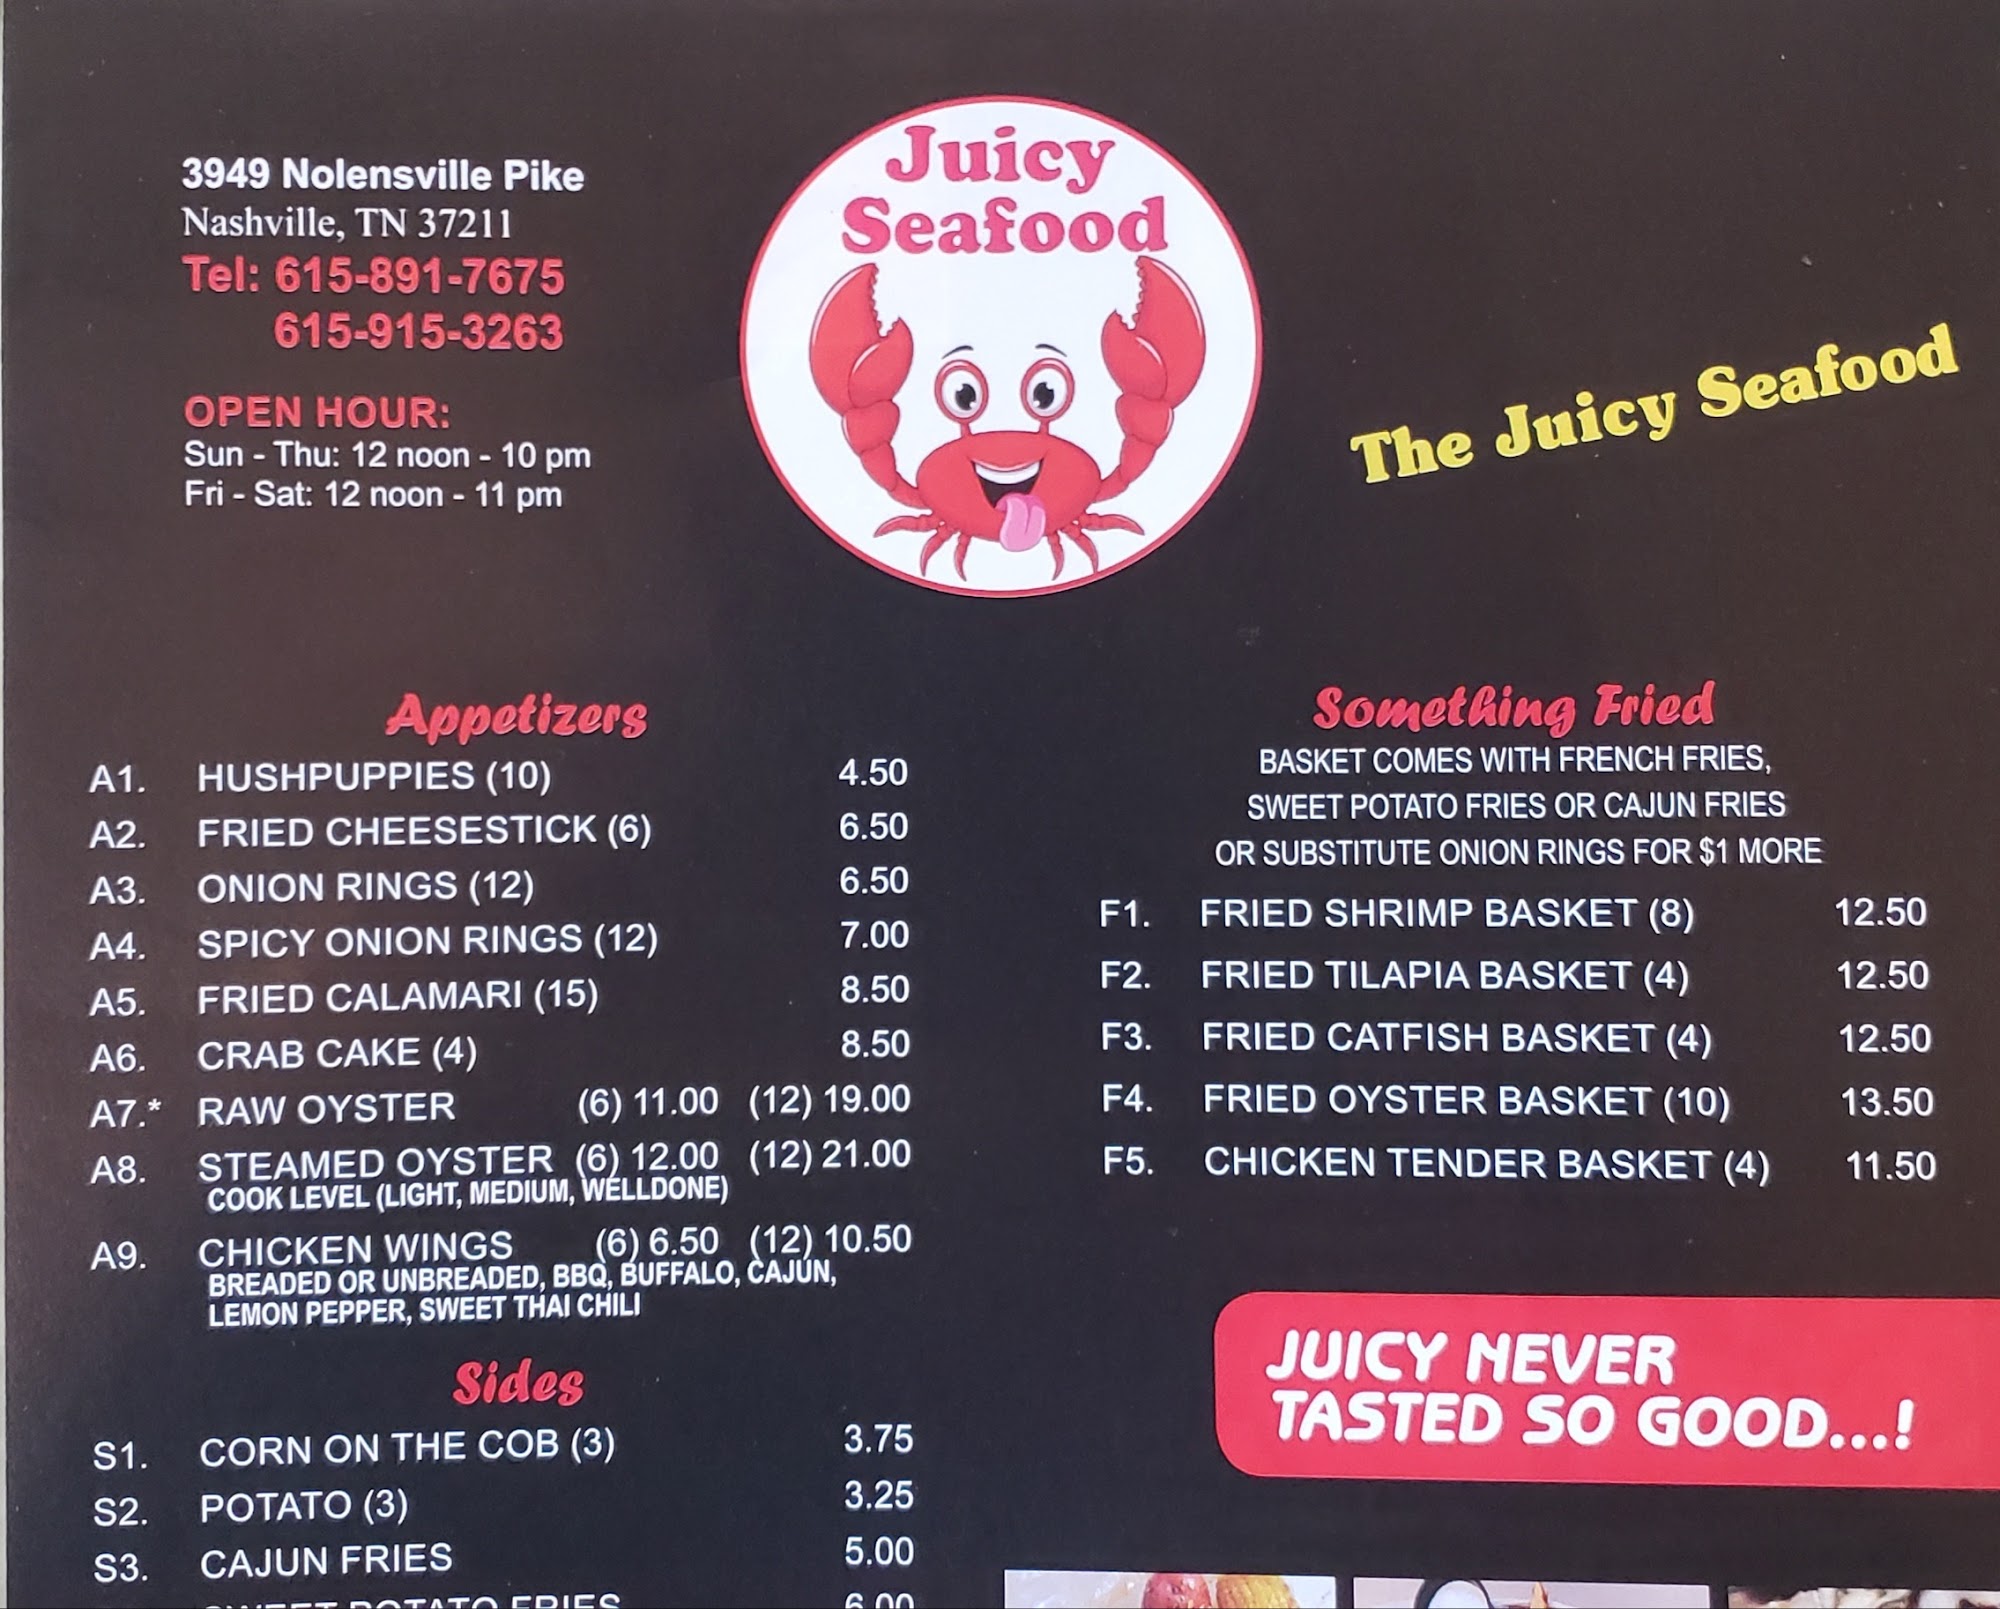 3949 Nolensville Pike
Nashville, TN 37211
Tel: 615-891-7675
615-915-3263
OPEN HOUR:
Sun - Thu: 12 noon - 10 pm
Fri - Sat: 12 noon - 11 pm
Juicy
Seafood
The Juicy Seafood
Appetizers
A1. HUSHPUPPIES (10) 4.50
A2. FRIED CHEESESTICK (6) 6.50
A3. ONION RINGS (12) 6.50
A4. SPICY ONION RINGS (12) 7.00
A5. FRIED CALAMARI (15) 8.50
A6. CRAB CAKE (4) 8.50
A7.* RAW OYSTER (6) 11.00 (12) 19.00
A8. STEAMED OYSTER (6) 12.00 (12) 21.00
COOK LEVEL (LIGHT, MEDIUM, WELLDONE)
A9. CHICKEN WINGS (6) 6.50 (12) 10.50
BREADED OR UNBREADED, BBQ, BUFFALO, CAJUN,
LEMON PEPPER, SWEET THAI CHILI
Sides
S1. CORN ON THE COB (3) 3.75
S2. POTATO (3) 3.25
S3. CAJUN FRIES 5.00
SWEET POTATO FRIES 6.00
Something Fried
BASKET COMES WITH FRENCH FRIES,
SWEET POTATO FRIES OR CAJUN FRIES
OR SUBSTITUTE ONION RINGS FOR $1 MORE
F1. FRIED SHRIMP BASKET (8) 12.50
F2. FRIED TILAPIA BASKET (4) 12.50
F3. FRIED CATFISH BASKET (4) 12.50
F4. FRIED OYSTER BASKET (10) 13.50
F5. CHICKEN TENDER BASKET (4) 11.50
JUICY NEVER
TASTED SO GOOD...!